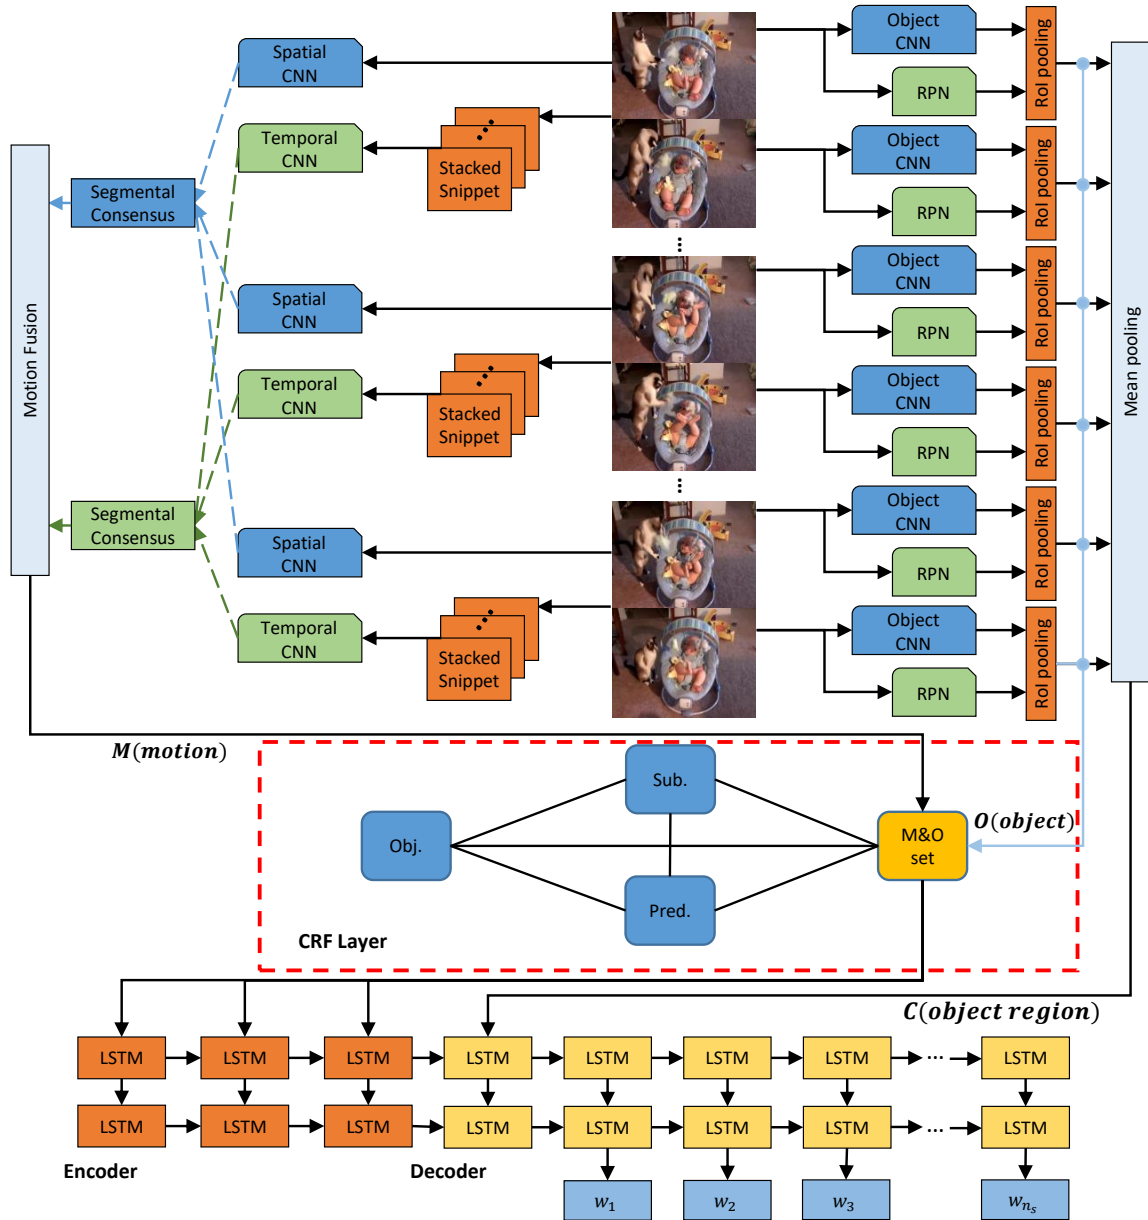 Spatial
CNN
Object
CNN
RoI pooling
RPN
Temporal
CNN
Stacked
Snippet
Object
CNN
RoI pooling
RPN
Segmental
Consensus
Motion Fusion
Mean pooling
Spatial
CNN
Object
CNN
RoI pooling
RPN
Temporal
CNN
Stacked
Snippet
Object
CNN
RoI pooling
RPN
Segmental
Consensus
Spatial
CNN
Object
CNN
RoI pooling
RPN
Temporal
CNN
Stacked
Snippet
Object
CNN
RoI pooling
RPN
M(motion)
Sub.
O(object)
Obj.
M&O
set
Pred.
CRF Layer
C(object region)
LSTM LSTM LSTM LSTM LSTM LSTM LSTM ... LSTM
LSTM LSTM LSTM LSTM LSTM LSTM LSTM ... LSTM
Encoder Decoder
w₁ w₂ w₃ wₙₛ